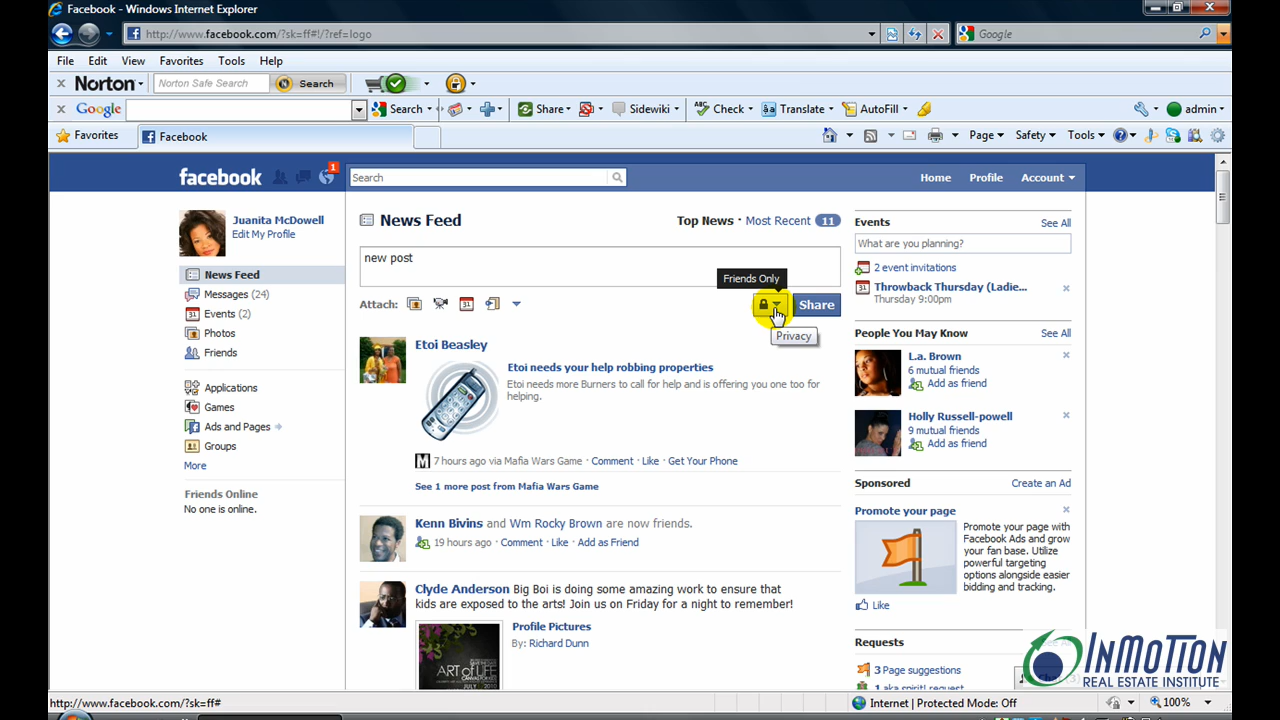 Facebook - Windows Internet Explorer
http://www.facebook.com/?sk=ff#!/?ref=logo
Google
File Edit View Favorites Tools Help
x Norton Norton Safe Search Search
x Google Search Share Sidewiki Check Translate AutoFill admin
Favorites Facebook Page Safety Tools
facebook 1 Search Home Profile Account
Juanita McDowell
Edit My Profile
News Feed
Messages (24)
Events (2)
Photos
Friends
Applications
Games
Ads and Pages
Groups
More
Friends Online
No one is online.
News Feed Top News · Most Recent 11
new post
Friends Only
Attach: 31 Share
Privacy
Etoi Beasley
Etoi needs your help robbing properties
Etoi needs more Burners to call for help and is offering you one too for
helping.
7 hours ago via Mafia Wars Game · Comment · Like · Get Your Phone
See 1 more post from Mafia Wars Game
Kenn Bivins and Wm Rocky Brown are now friends.
19 hours ago · Comment · Like · Add as Friend
Clyde Anderson Big Boi is doing some amazing work to ensure that
kids are exposed to the arts! Join us on Friday for a night to remember!
Profile Pictures
By: Richard Dunn
ART of LIFE
JULY
2010
Events See All
What are you planning?
2 event invitations
31 Throwback Thursday (Ladie...
Thursday 9:00pm
People You May Know See All
L.a. Brown
6 mutual friends
Add as friend
Holly Russell-powell
9 mutual friends
Add as friend
Sponsored Create an Ad
Promote your page
Promote your page with
Facebook Ads and grow
your fan base. Utilize
powerful targeting
options alongside easier
bidding and tracking.
Like
Requests
3 Page suggestions
1 aka spirit! request
INMOTION
REAL ESTATE INSTITUTE
http://www.facebook.com/?sk=ff#
Internet | Protected Mode: Off 100%